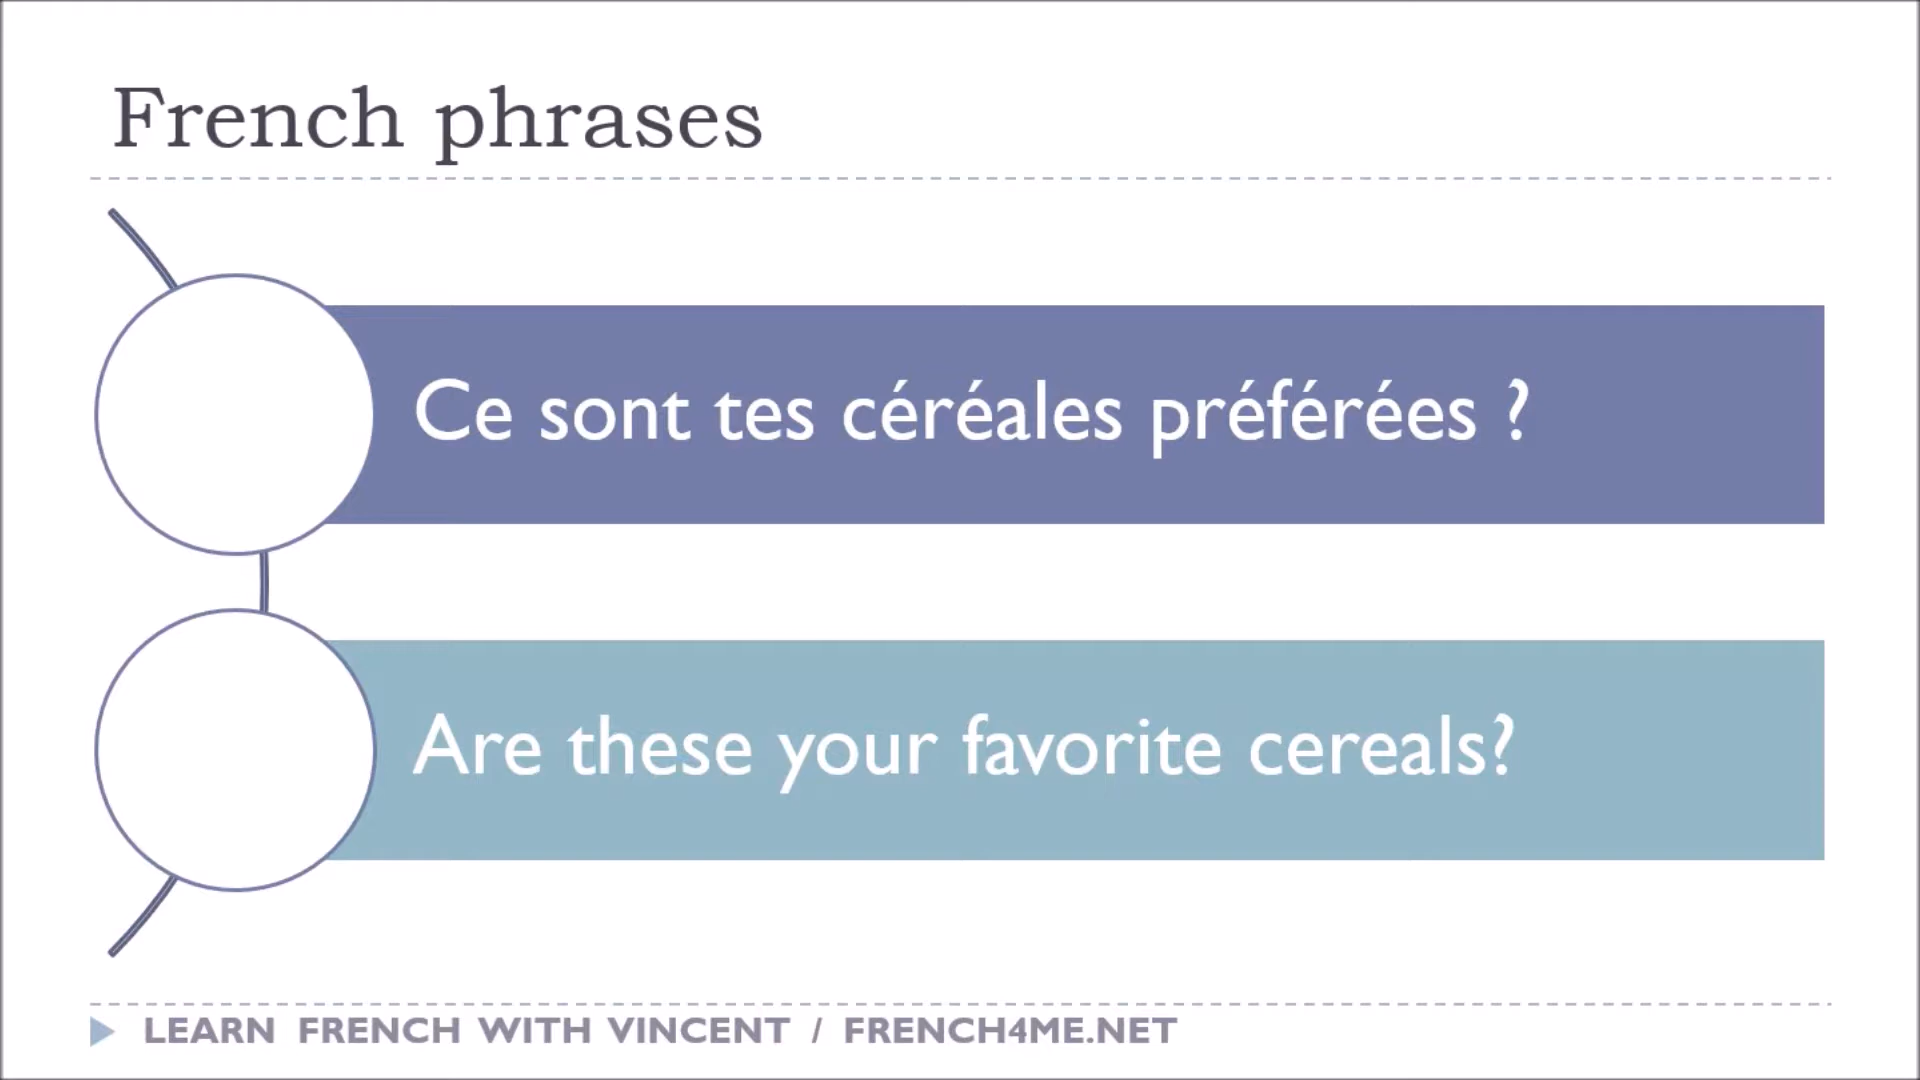 French phrases
Ce sont tes céréales préférées ?
Are these your favorite cereals?
LEARN FRENCH WITH VINCENT / FRENCH4ME.NET